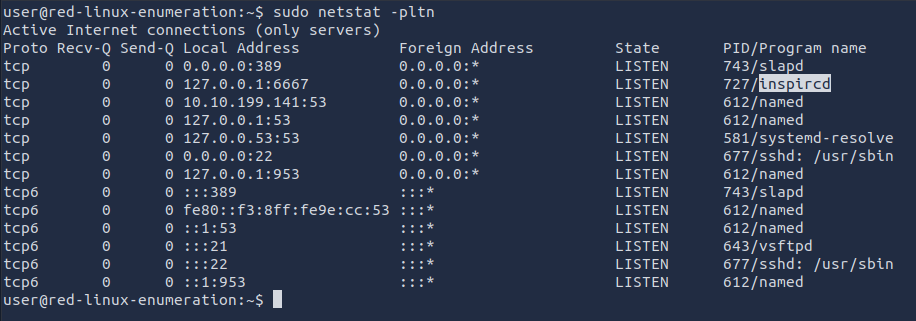 user@red-linux-enumeration:~$ sudo netstat -pltn
Active Internet connections (only servers)
Proto Recv-Q Send-Q Local Address           Foreign Address         State       PID/Program name
tcp        0      0 0.0.0.0:389             0.0.0.0:*               LISTEN      743/slapd
tcp        0      0 127.0.0.1:6667          0.0.0.0:*               LISTEN      727/inspircd
tcp        0      0 10.10.199.141:53        0.0.0.0:*               LISTEN      612/named
tcp        0      0 127.0.0.1:53            0.0.0.0:*               LISTEN      612/named
tcp        0      0 127.0.0.53:53           0.0.0.0:*               LISTEN      581/systemd-resolve
tcp        0      0 0.0.0.0:22              0.0.0.0:*               LISTEN      677/sshd: /usr/sbin
tcp        0      0 127.0.0.1:953           0.0.0.0:*               LISTEN      612/named
tcp6       0      0 :::389                  :::*                    LISTEN      743/slapd
tcp6       0      0 fe80::f3:8ff:fe9e:cc:53 :::*                    LISTEN      612/named
tcp6       0      0 ::1:53                  :::*                    LISTEN      612/named
tcp6       0      0 :::21                   :::*                    LISTEN      643/vsftpd
tcp6       0      0 :::22                   :::*                    LISTEN      677/sshd: /usr/sbin
tcp6       0      0 ::1:953                 :::*                    LISTEN      612/named
user@red-linux-enumeration:~$